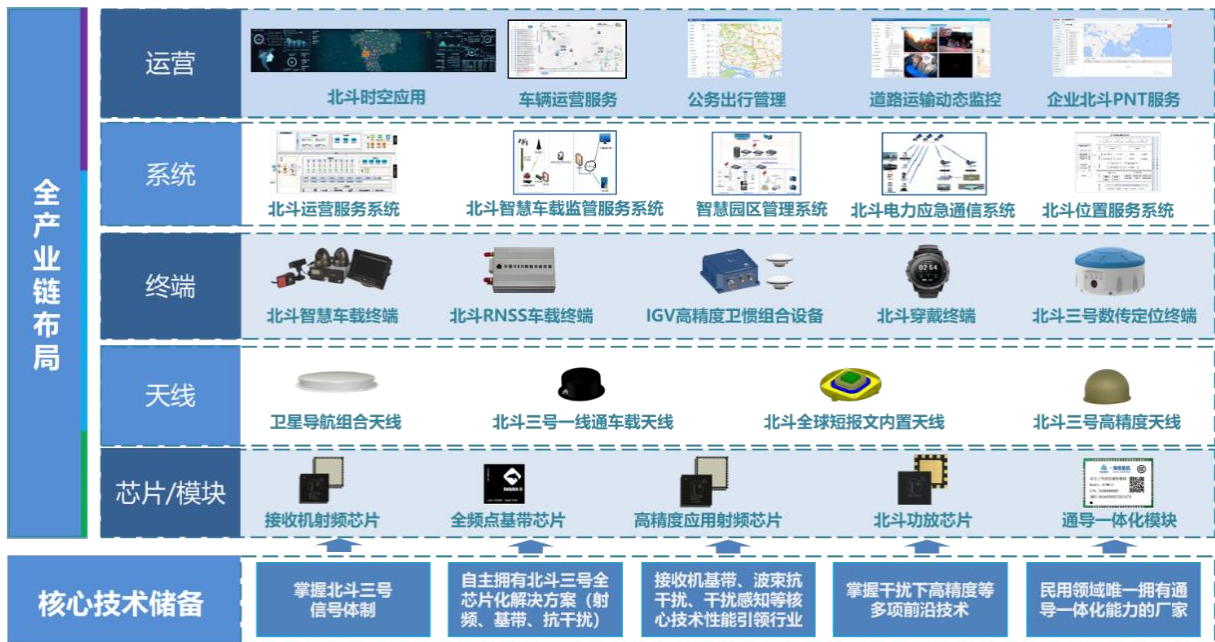 全产业链布局
运营
北斗时空应用
车辆运营服务
公务出行管理
道路运输动态监控
企业北斗PNT服务
系统
北斗运营服务系统
北斗智慧车载监管服务系统
智慧园区管理系统
北斗电力应急通信系统
北斗位置服务系统
终端
北斗智慧车载终端
北斗RNSS车载终端
IGV高精度卫惯组合设备
北斗穿戴终端
北斗三号数传定位终端
天线
卫星导航组合天线
北斗三号一线通车载天线
北斗全球短报文内置天线
北斗三号高精度天线
芯片/模块
接收机射频芯片
全频点基带芯片
高精度应用射频芯片
北斗功放芯片
通导一体化模块
核心技术储备
掌握北斗三号
信号体制
自主拥有北斗三号全
芯片化解决方案（射
频、基带、抗干扰）
接收机基带、波束抗
干扰、干扰感知等核
心技术性能引领行业
掌握干扰下高精度等
多项前沿技术
民用领域唯一拥有通
导一体化能力的厂家